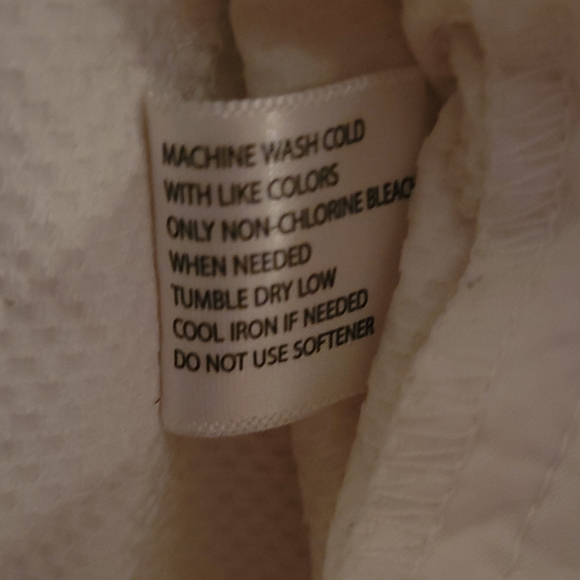 MACHINE WASH COLD
WITH LIKE COLORS
ONLY NON-CHLORINE BLEACH
WHEN NEEDED
TUMBLE DRY LOW
COOL IRON IF NEEDED
DO NOT USE SOFTENER